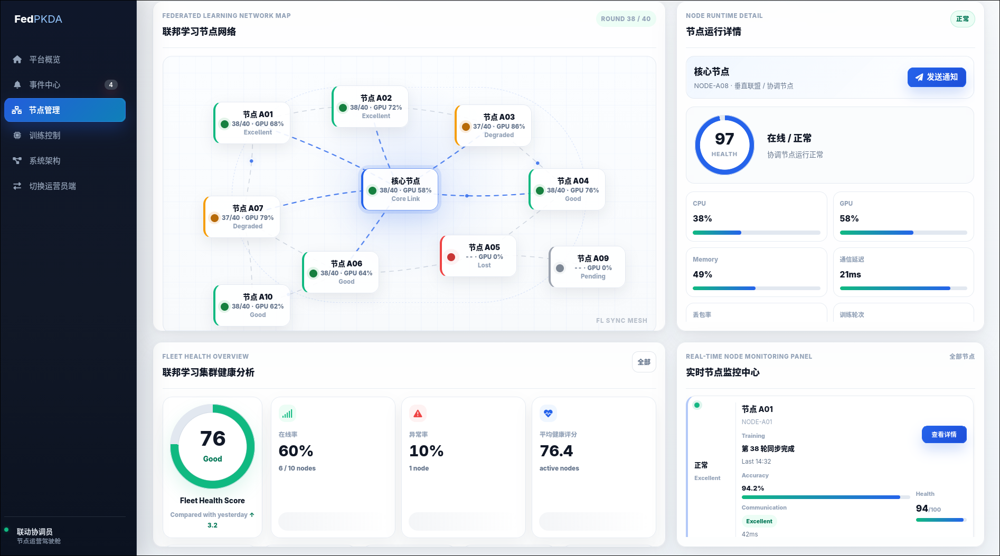 FedPKDA
平台概览
事件中心
4
节点管理
训练控制
系统架构
切换运营员端
联动协调员
节点运营驾驶舱
FEDERATED LEARNING NETWORK MAP
联邦学习节点网络
ROUND 38 / 40
节点 A01
38/40 · GPU 68%
Excellent
节点 A02
38/40 · GPU 72%
Excellent
节点 A03
37/40 · GPU 86%
Degraded
核心节点
38/40 · GPU 58%
Core Link
节点 A04
38/40 · GPU 76%
Good
节点 A07
37/40 · GPU 79%
Degraded
节点 A05
-- · GPU 0%
Lost
节点 A06
38/40 · GPU 64%
Good
节点 A09
-- · GPU 0%
Pending
节点 A10
38/40 · GPU 62%
Good
FL SYNC MESH
NODE RUNTIME DETAIL
节点运行详情
正常
核心节点
NODE-A08 · 垂直联盟 / 协调节点
发送通知
97
HEALTH
在线 / 正常
协调节点运行正常
CPU
38%
GPU
58%
Memory
49%
通信延迟
21ms
丢包率
训练轮次
FLEET HEALTH OVERVIEW
联邦学习集群健康分析
全部
76
Good
Fleet Health Score
Compared with yesterday ↑
3.2
在线率
60%
6 / 10 nodes
异常率
10%
1 node
平均健康评分
76.4
active nodes
REAL-TIME NODE MONITORING PANEL
实时节点监控中心
全部节点
正常
Excellent
节点 A01
NODE-A01
Training
第 38 轮同步完成
Last 14:32
Accuracy
94.2%
Communication
Excellent
42ms
查看详情
Health
94/100